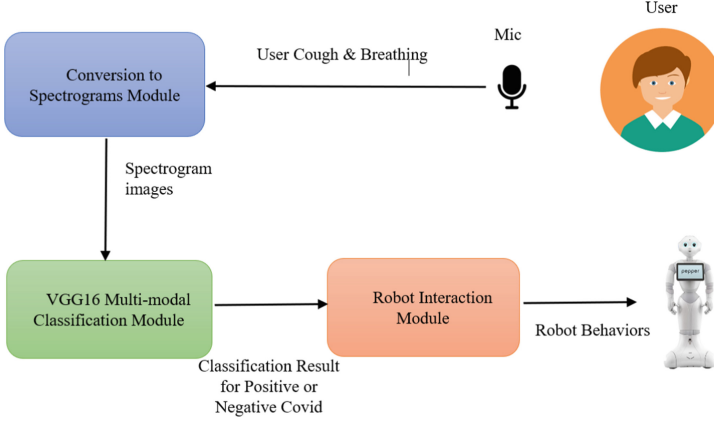 User
Mic
User Cough & Breathing
Conversion to
Spectrograms Module
Spectrogram
images
VGG16 Multi-modal
Classification Module
Robot Interaction
Module
pepper
Robot Behaviors
Classification Result
for Positive or
Negative Covid